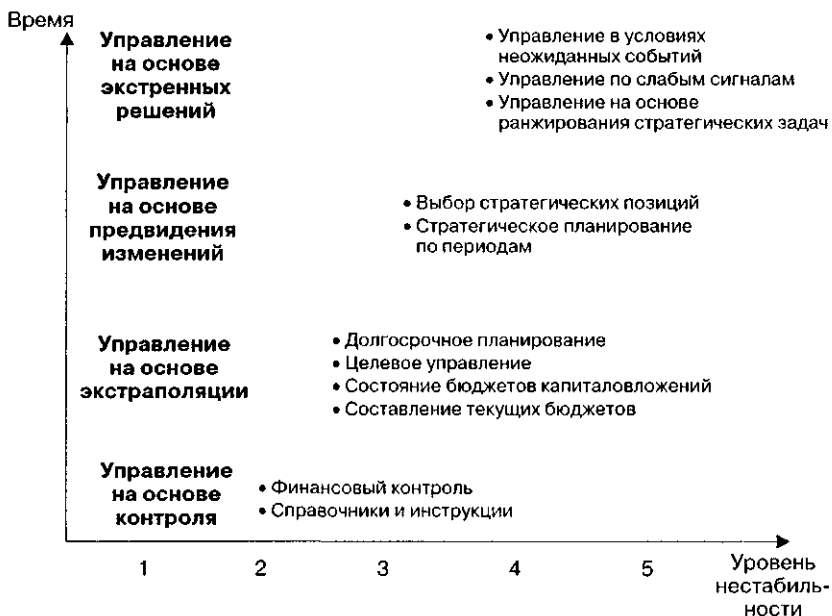 Время
Управление
на основе
экстренных
решений
• Управление в условиях
неожиданных событий
• Управление по слабым сигналам
• Управление на основе
ранжирования стратегических задач
Управление
на основе
предвидения
изменений
• Выбор стратегических позиций
• Стратегическое планирование
по периодам
Управление
на основе
экстраполяции
• Долгосрочное планирование
• Целевое управление
• Состояние бюджетов капиталовложений
• Составление текущих бюджетов
Управление
на основе
контроля
• Финансовый контроль
• Справочники и инструкции
1 2 3 4 5
Уровень
нестабиль-
ности